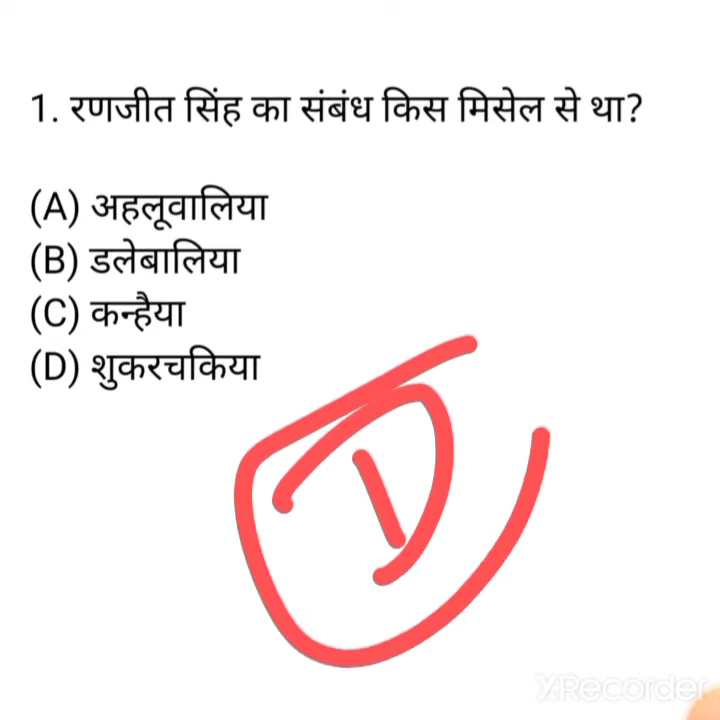 1. रणजीत सिंह का संबंध किस मिसेल से था?
(A) अहलूवालिया
(B) डलेबालिया
(C) कन्हैया
(D) शुकरचकिया
D
XRecorder